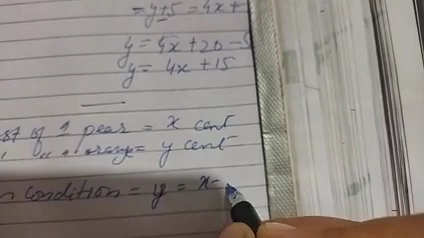 = y+5 = 4x +
y = 4x + 20 - 5
y = 4x + 15
of 1 pear = x cent
" " orange = y cent
condition = y = x -